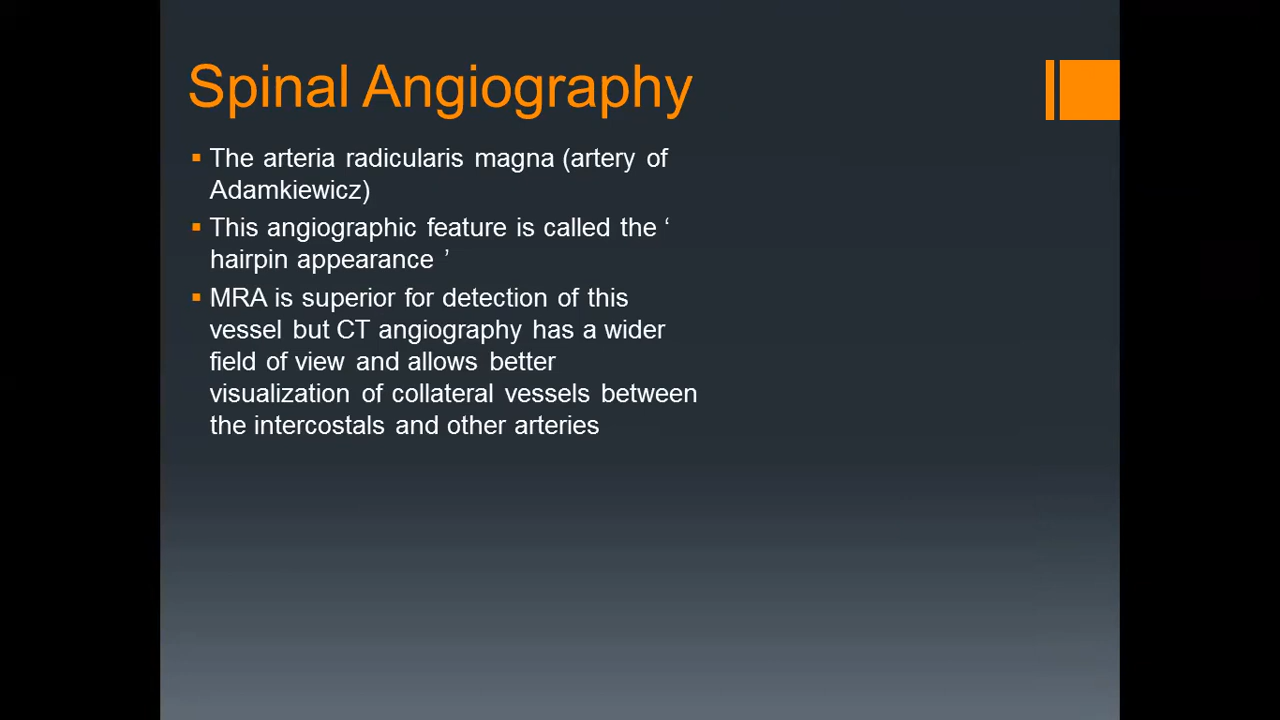 Spinal Angiography
▪ The arteria radicularis magna (artery of
Adamkiewicz)
▪ This angiographic feature is called the ‘
hairpin appearance ’
▪ MRA is superior for detection of this
vessel but CT angiography has a wider
field of view and allows better
visualization of collateral vessels between
the intercostals and other arteries